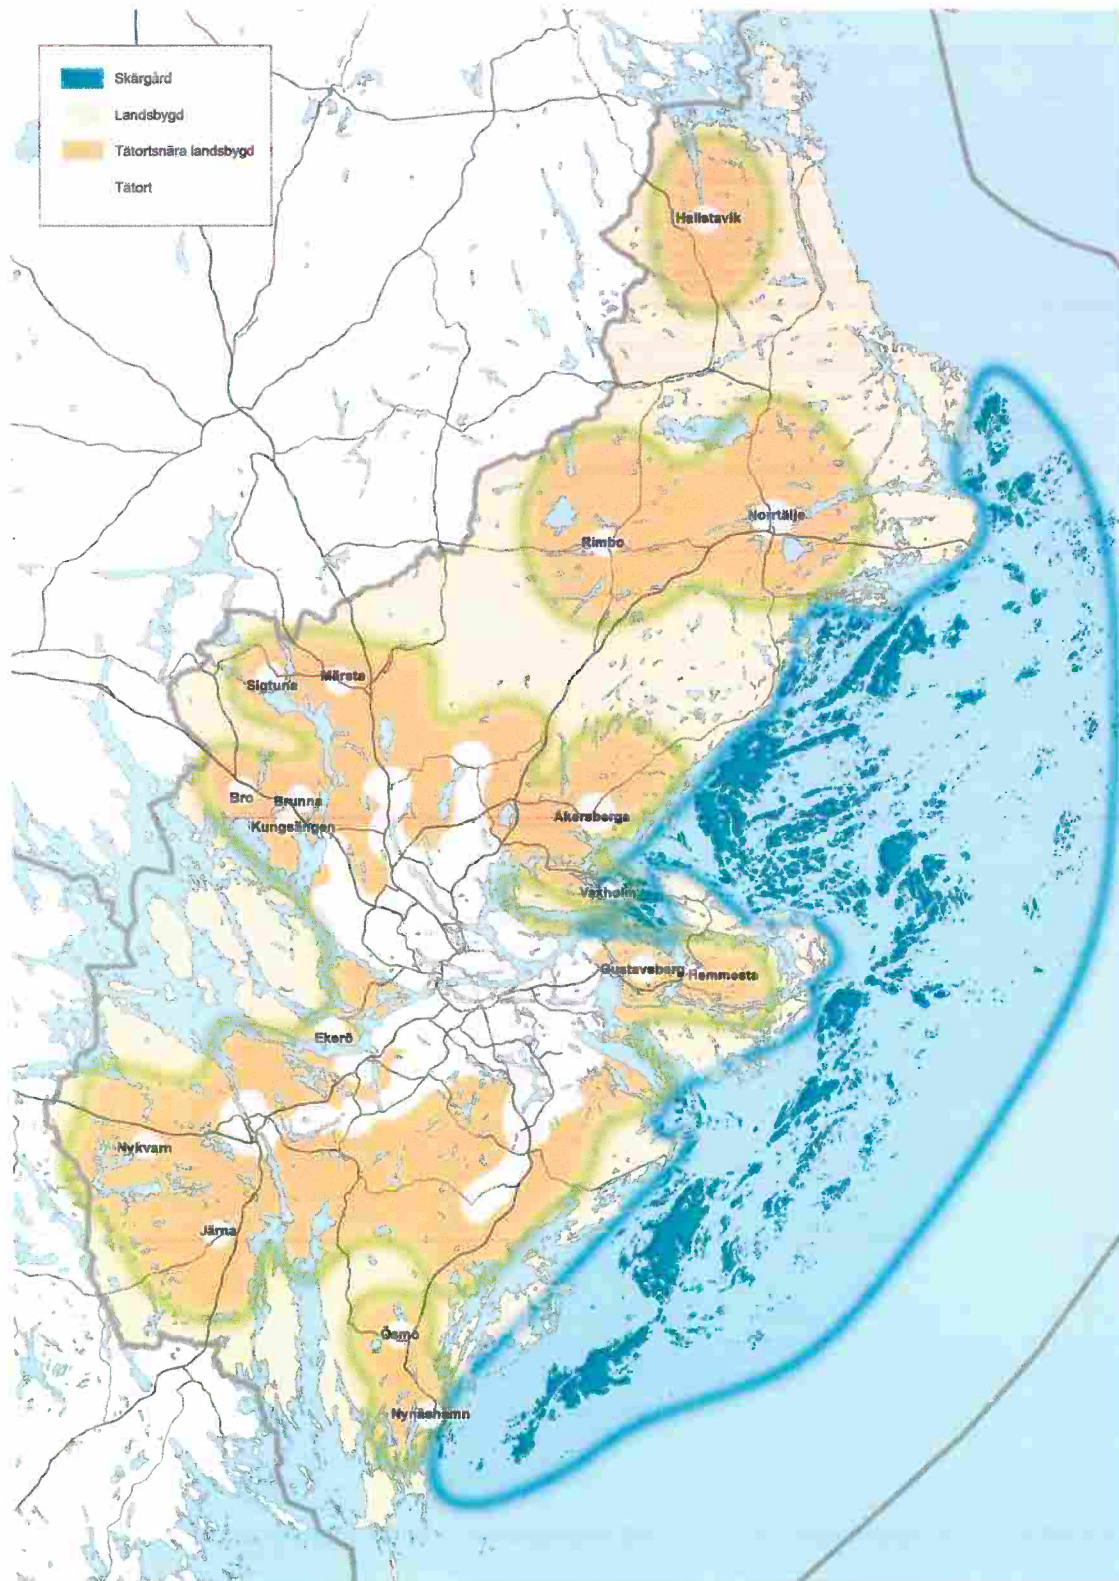 Skärgård
Landsbygd
Tätortsnära landsbygd
Tätort
Hallstavik
Norrtälje
Rimbo
Märsta
Sigtuna
Bro
Brunna
Kungsängen
Åkersberga
Vaxholm
Gustavsberg
Hemmesta
Ekerö
Nykvarn
Järna
Ösmo
Nynäshamn